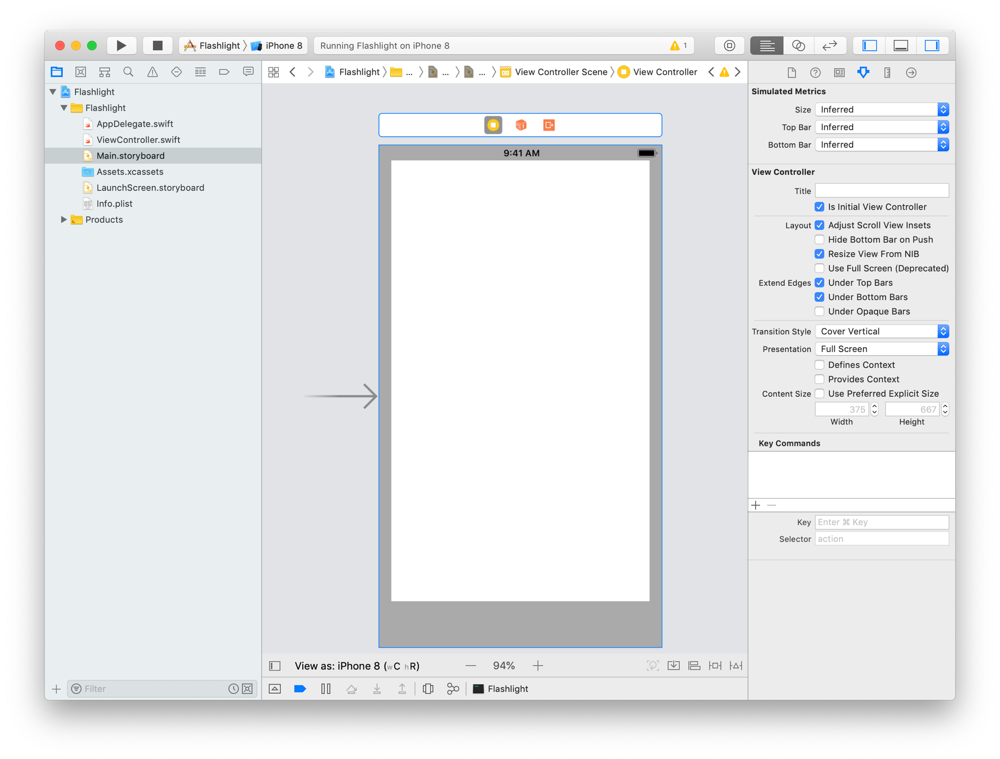 Flashlight iPhone 8
Running Flashlight on iPhone 8
1
Flashlight
Flashlight
AppDelegate.swift
ViewController.swift
Main.storyboard
Assets.xcassets
LaunchScreen.storyboard
Info.plist
Products
Filter
Flashlight ... ... ... View Controller Scene View Controller
9:41 AM
View as: iPhone 8 (wC hR)
94%
Flashlight
Simulated Metrics
Size Inferred
Top Bar Inferred
Bottom Bar Inferred
View Controller
Title
Is Initial View Controller
Layout Adjust Scroll View Insets
Hide Bottom Bar on Push
Resize View From NIB
Use Full Screen (Deprecated)
Extend Edges Under Top Bars
Under Bottom Bars
Under Opaque Bars
Transition Style Cover Vertical
Presentation Full Screen
Defines Context
Provides Context
Content Size Use Preferred Explicit Size
375 667
Width Height
Key Commands
Key Enter ⌘ Key
Selector action